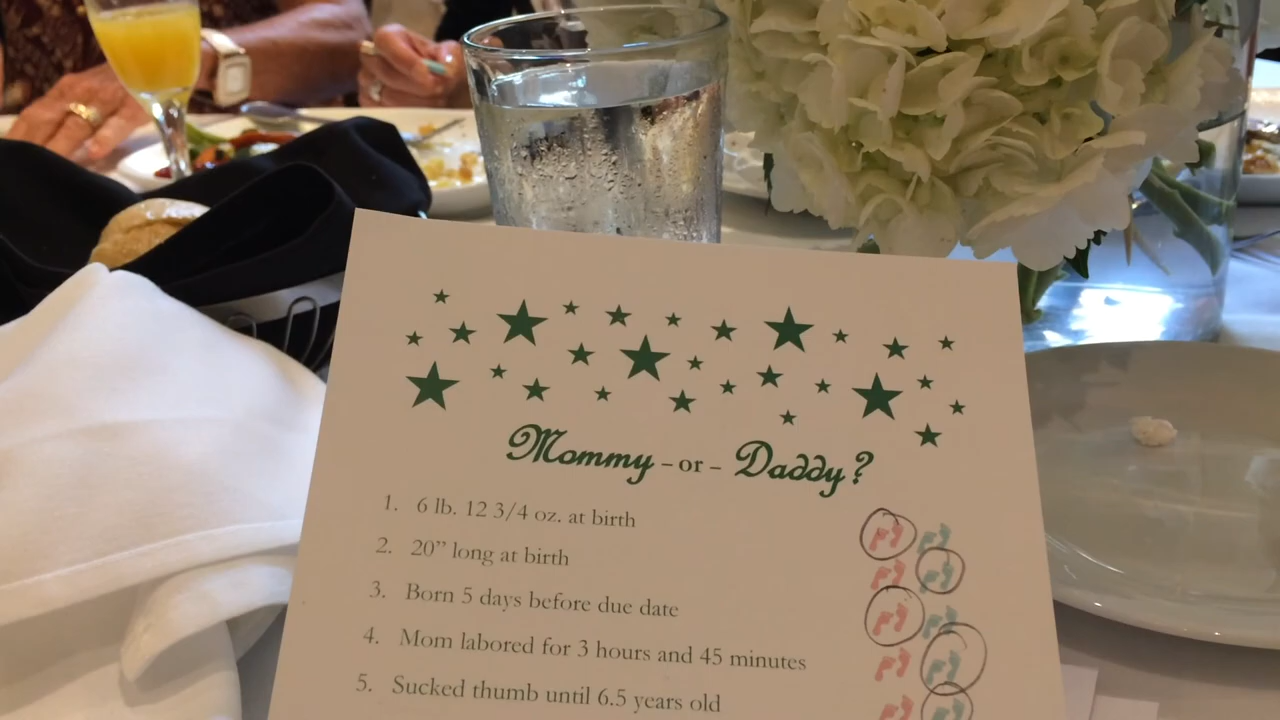 Mommy – or – Daddy?
1. 6 lb. 12 3/4 oz. at birth
2. 20” long at birth
3. Born 5 days before due date
4. Mom labored for 3 hours and 45 minutes
5. Sucked thumb until 6.5 years old